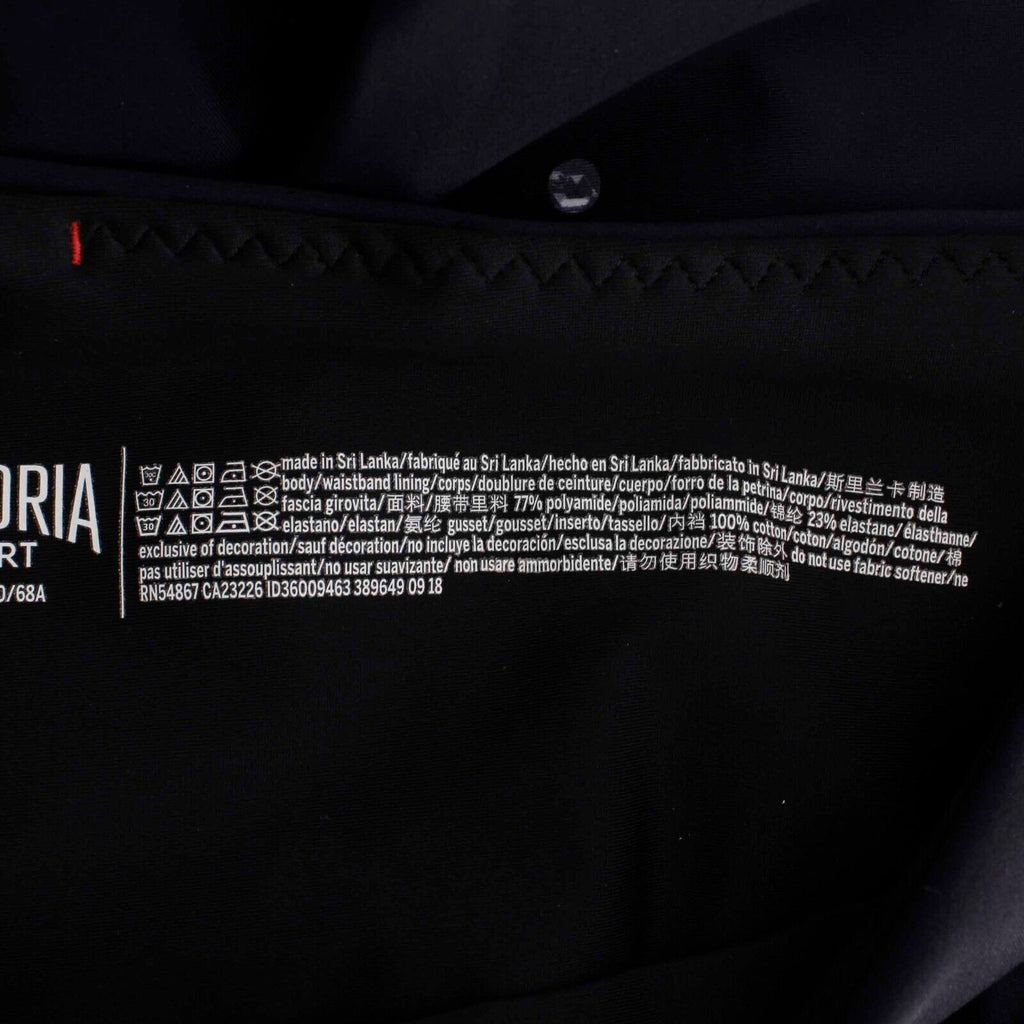 ORIA
RT
0/68A
made in Sri Lanka/fabriqué au Sri Lanka/hecho en Sri Lanka/fabbricato in Sri Lanka/斯里兰卡制造
body/waistband lining/corps/doublure de ceinture/cuerpo/forro de la petrina/corpo/rivestimento della
fascia girovita/面料/腰带里料 77% polyamide/poliamida/poliammide/锦纶 23% elastane/élasthanne/
elastano/elastan/氨纶 gusset/gousset/inserto/tassello/内裆 100% cotton/coton/algodón/cotone/棉
exclusive of decoration/sauf décoration/no incluye la decoración/esclusa la decorazione/装饰除外 do not use fabric softener/ne
pas utiliser d'assouplissant/no usar suavizante/ non usare ammorbidente/请勿使用织物柔顺剂
RN54867 CA23226 ID36009463 389649 09 18